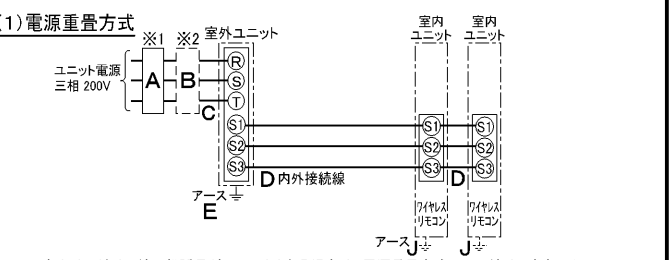 (1)電源重畳方式
※1
※2
室外ユニット
室内
ユニット
室内
ユニット
ユニット電源
三相 200V
A
B
C
R
S
T
S1
S2
S3
S1
S2
S3
S1
S2
S3
D 内外接続線
D
アース
E
ワイヤレス
リモコン
ワイヤレス
リモコン
アース J
J